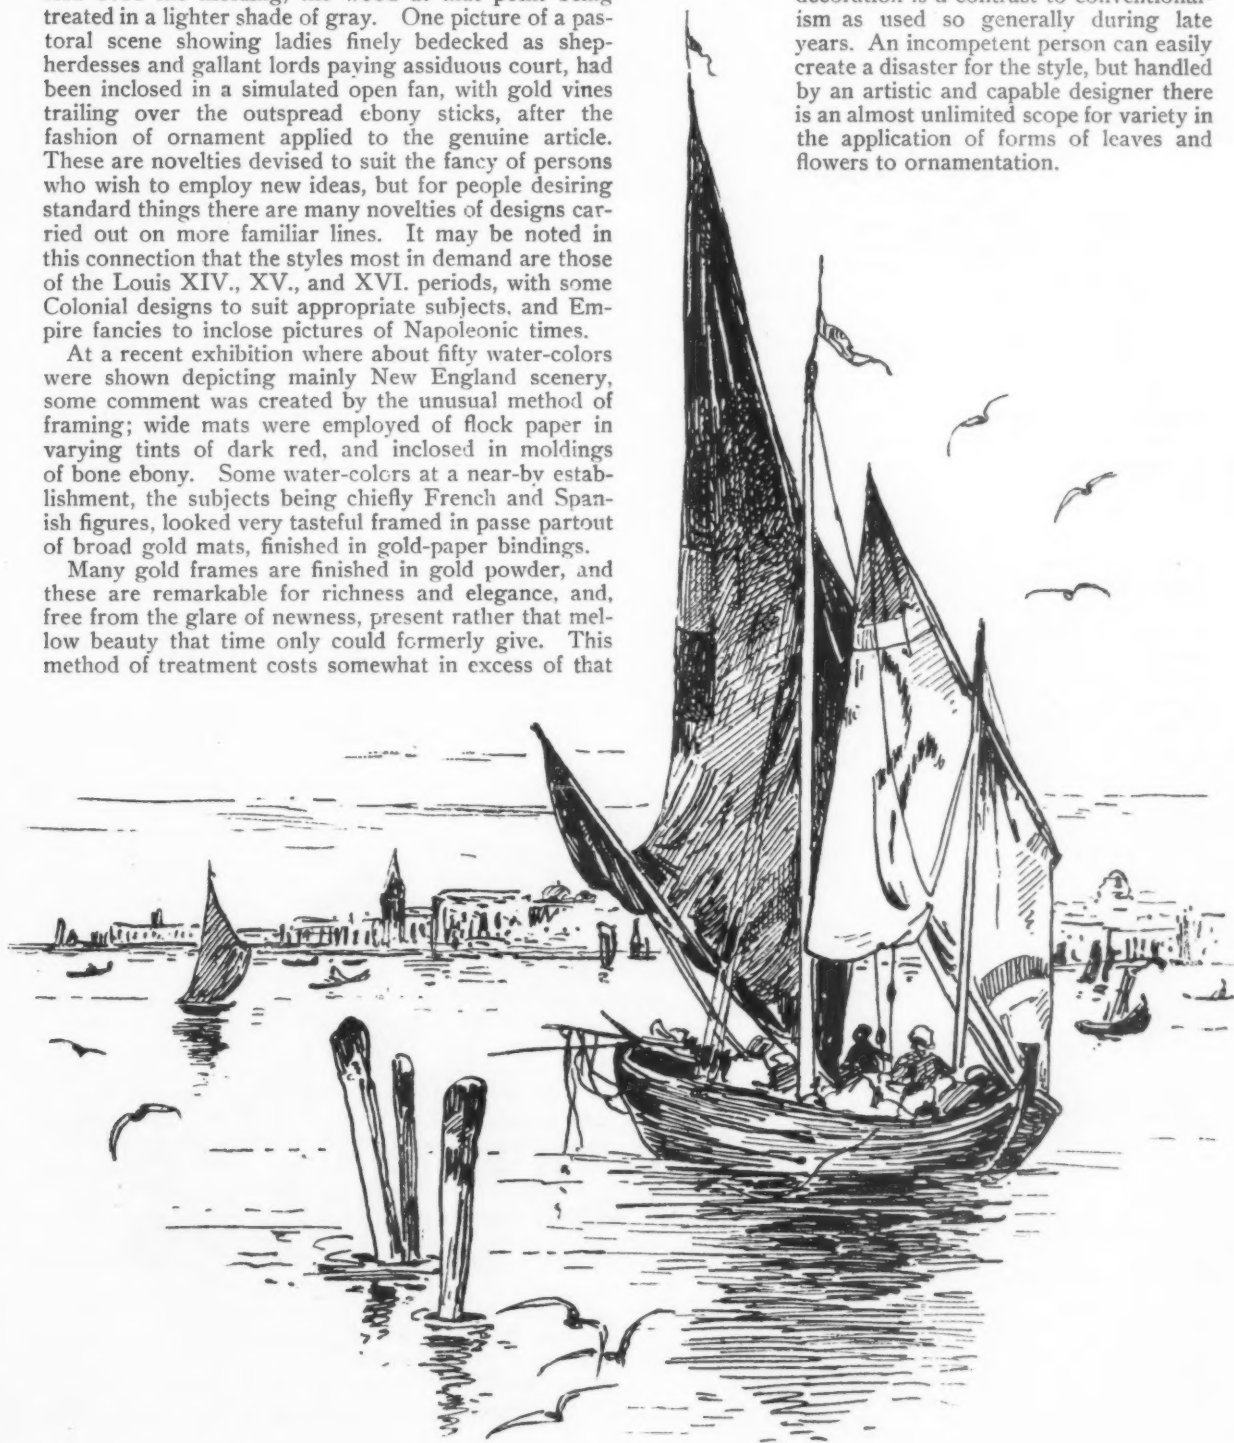 treated in a lighter shade of gray. One picture of a pas-
toral scene showing ladies finely bedecked as shep-
herdesses and gallant lords paying assiduous court, had
been inclosed in a simulated open fan, with gold vines
trailing over the outspread ebony sticks, after the
fashion of ornament applied to the genuine article.
These are novelties devised to suit the fancy of persons
who wish to employ new ideas, but for people desiring
standard things there are many novelties of designs car-
ried out on more familiar lines. It may be noted in
this connection that the styles most in demand are those
of the Louis XIV., XV., and XVI. periods, with some
Colonial designs to suit appropriate subjects, and Em-
pire fancies to inclose pictures of Napoleonic times.
At a recent exhibition where about fifty water-colors
were shown depicting mainly New England scenery,
some comment was created by the unusual method of
framing; wide mats were employed of flock paper in
varying tints of dark red, and inclosed in moldings
of bone ebony. Some water-colors at a near-by estab-
lishment, the subjects being chiefly French and Span-
ish figures, looked very tasteful framed in passe partout
of broad gold mats, finished in gold-paper bindings.
Many gold frames are finished in gold powder, and
these are remarkable for richness and elegance, and,
free from the glare of newness, present rather that mel-
low beauty that time only could formerly give. This
method of treatment costs somewhat in excess of that
decoration is a contrast to conventional-
ism as used so generally during late
years. An incompetent person can easily
create a disaster for the style, but handled
by an artistic and capable designer there
is an almost unlimited scope for variety in
the application of forms of leaves and
flowers to ornamentation.